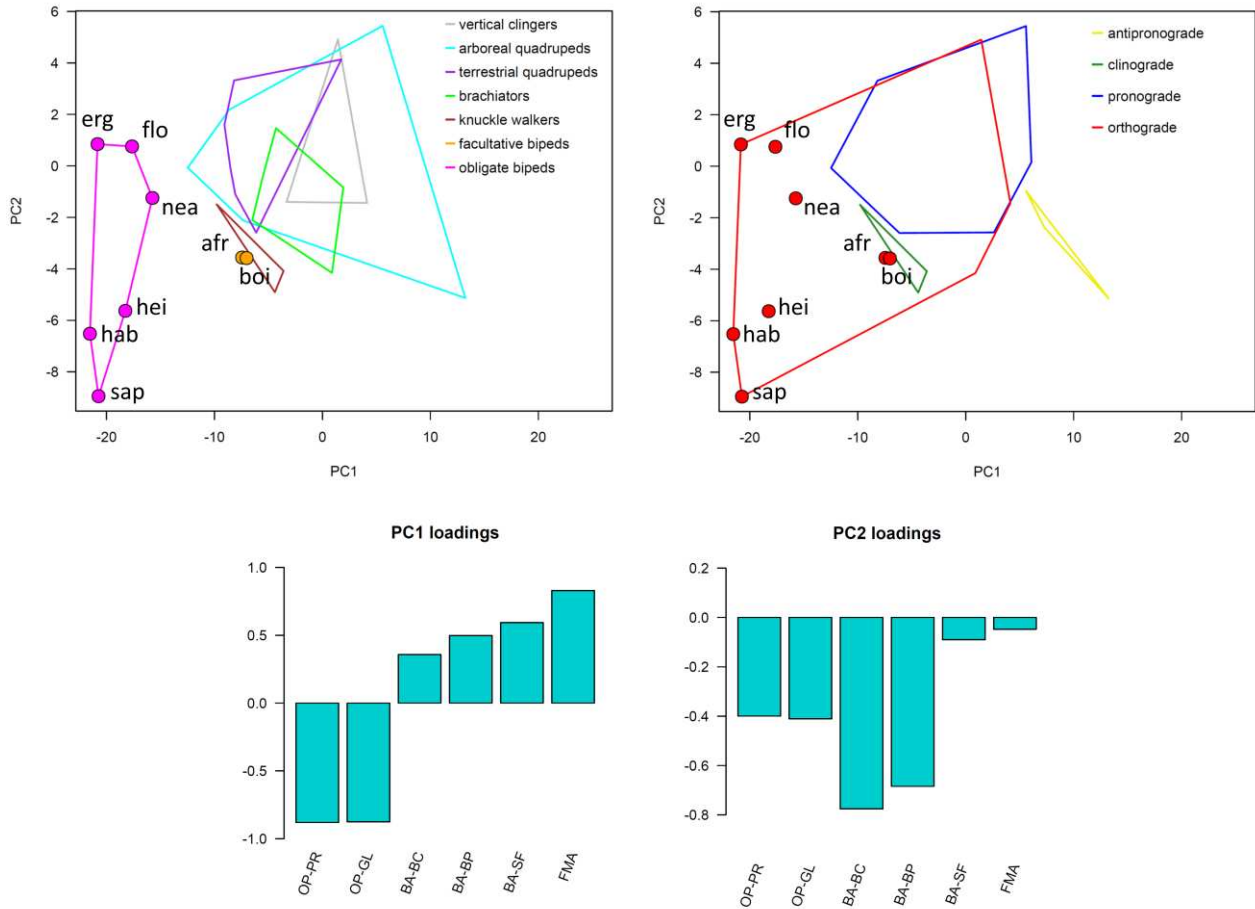 6
4
2
0
-2
-4
-6
-8
PC2
-20
-10
0
10
20
PC1
vertical clingers
arboreal quadrupeds
terrestrial quadrupeds
brachiators
knuckle walkers
facultative bipeds
obligate bipeds
erg
flo
nea
afr
boi
hei
hab
sap
6
4
2
0
-2
-4
-6
-8
PC2
-20
-10
0
10
20
PC1
antipronograde
clinograde
pronograde
orthograde
erg
flo
nea
afr
boi
hei
hab
sap
PC1 loadings
1.0
0.5
0.0
-0.5
-1.0
OP-PR
OP-GL
BA-BC
BA-BP
BA-SF
FMA
PC2 loadings
0.2
0.0
-0.2
-0.4
-0.6
-0.8
OP-PR
OP-GL
BA-BC
BA-BP
BA-SF
FMA